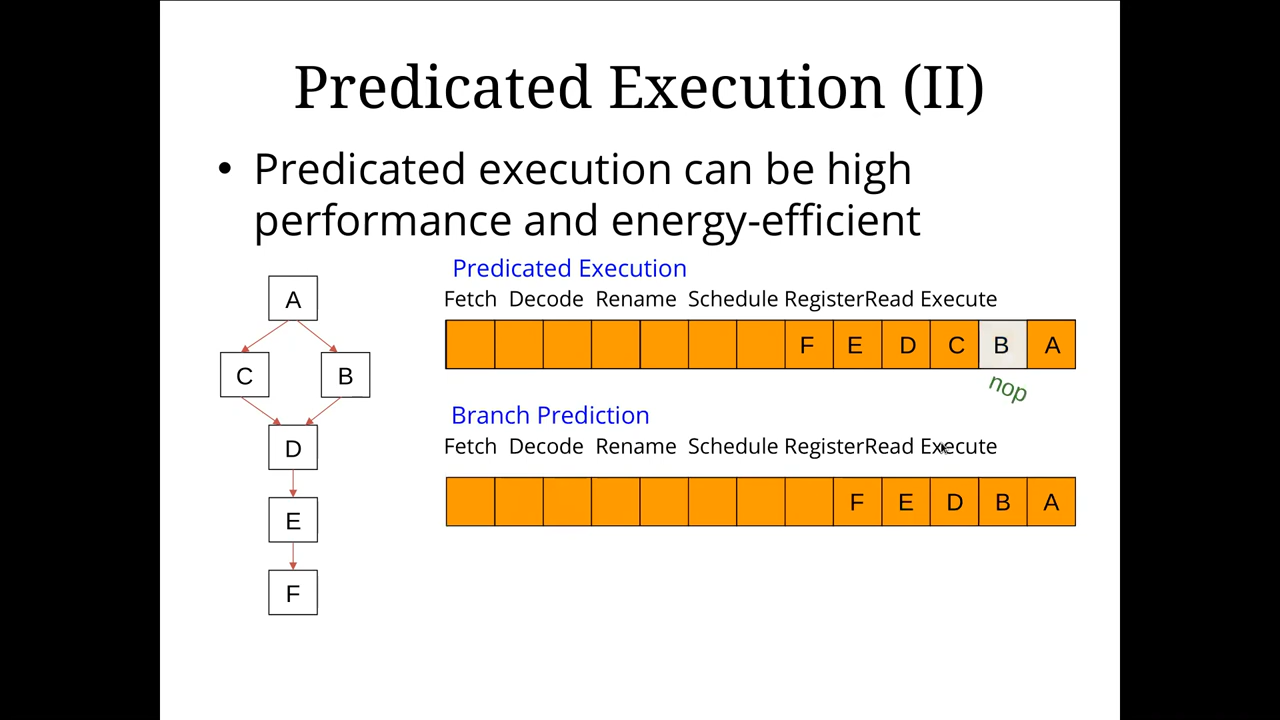 Predicated Execution (II)
• Predicated execution can be high
performance and energy-efficient
Predicated Execution
Fetch Decode Rename Schedule RegisterRead Execute
F E D C B A
nop
Branch Prediction
Fetch Decode Rename Schedule RegisterRead Execute
F E D B A
A
C B
D
E
F